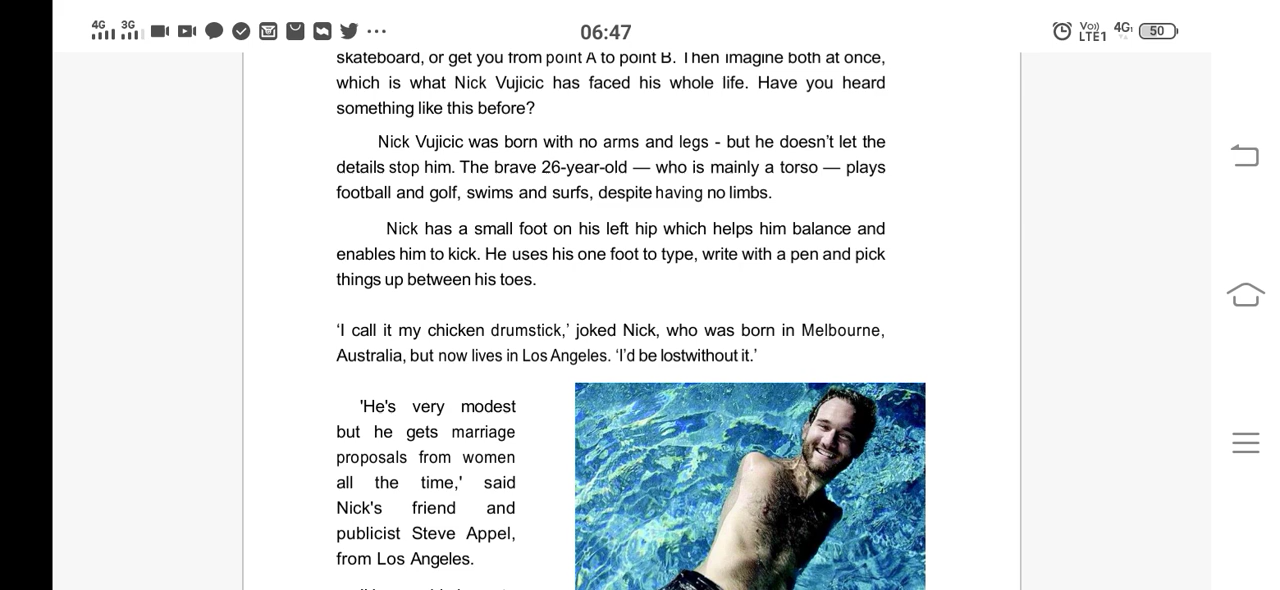 4G 3G 06:47 Vo)) LTE1 4G 50
skateboard, or get you from point A to point B. Then imagine both at once,
which is what Nick Vujicic has faced his whole life. Have you heard
something like this before?
Nick Vujicic was born with no arms and legs - but he doesn't let the
details stop him. The brave 26-year-old — who is mainly a torso — plays
football and golf, swims and surfs, despite having no limbs.
Nick has a small foot on his left hip which helps him balance and
enables him to kick. He uses his one foot to type, write with a pen and pick
things up between his toes.
‘I call it my chicken drumstick,’ joked Nick, who was born in Melbourne,
Australia, but now lives in Los Angeles. ‘I’d be lostwithout it.’
'He's very modest
but he gets marriage
proposals from women
all the time,' said
Nick's friend and
publicist Steve Appel,
from Los Angeles.